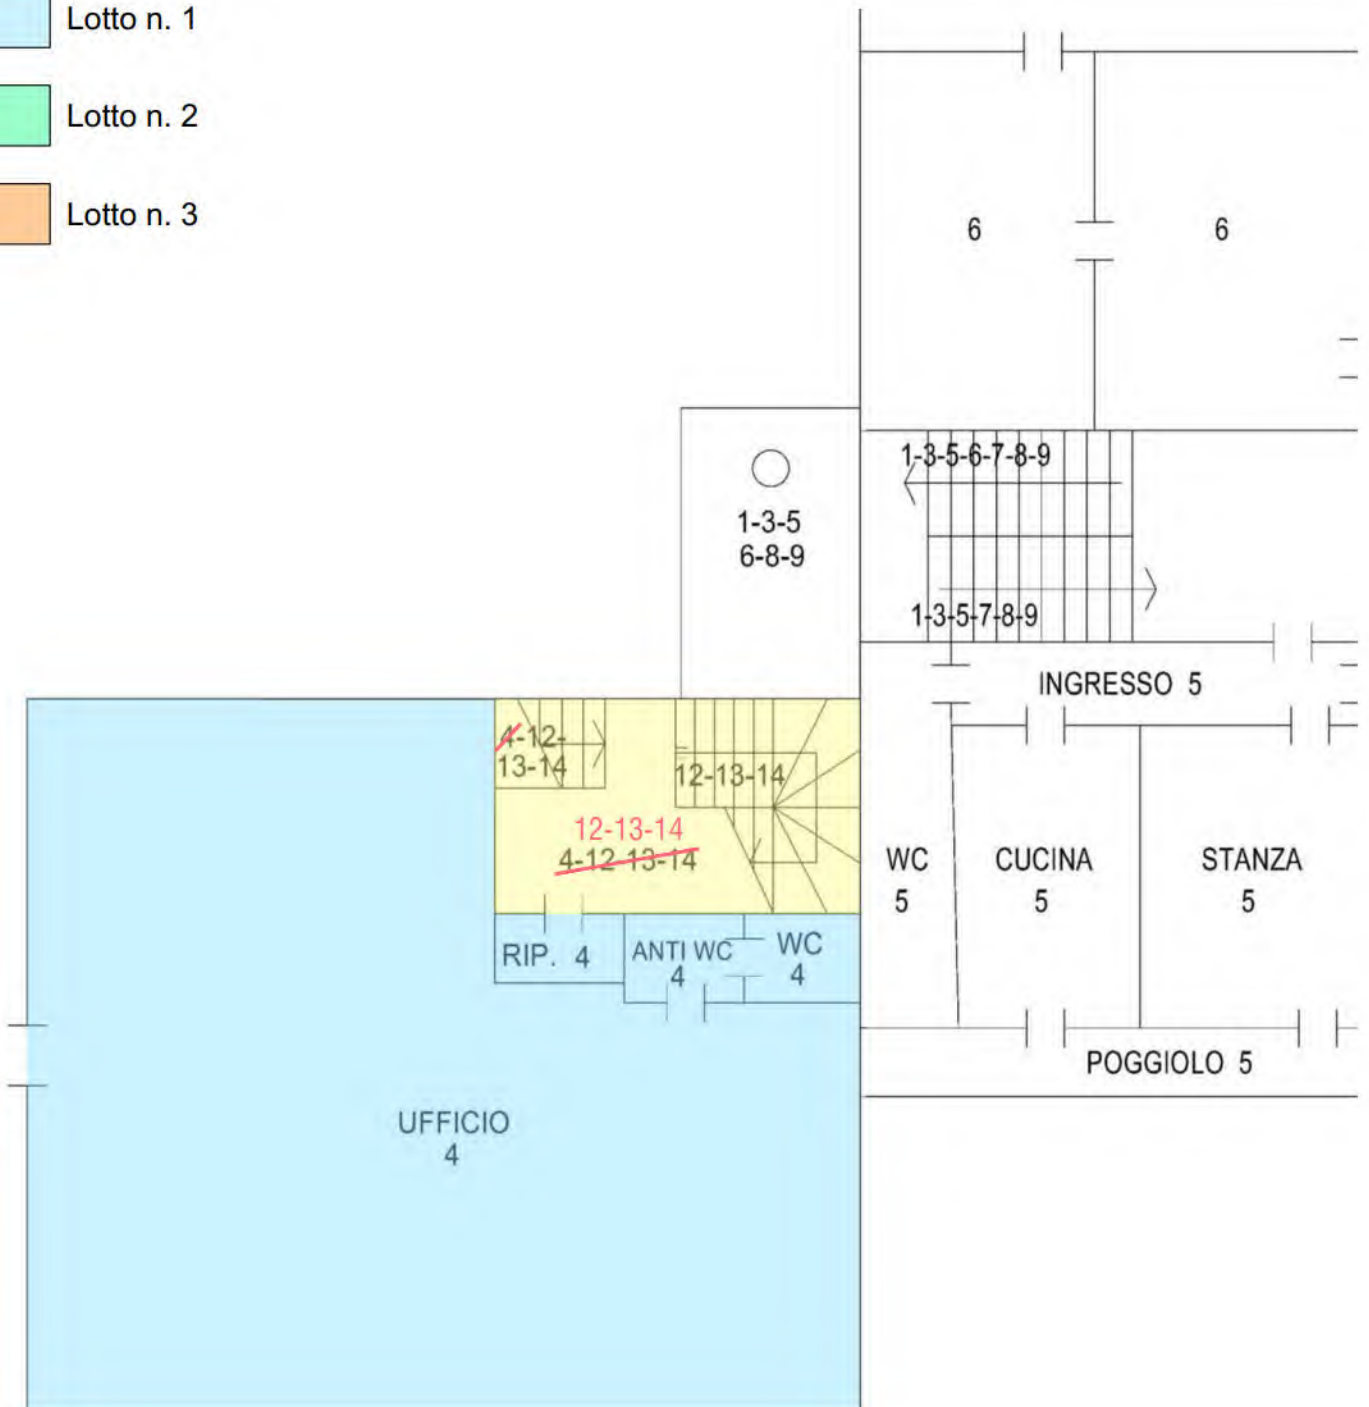 Lotto n. 1
Lotto n. 2
Lotto n. 3
6
6
1-3-5-6-7-8-9
1-3-5
6-8-9
1-3-5-7-8-9
INGRESSO 5
4-12-
13-14
12-13-14
12-13-14
4-12-13-14
WC
5
CUCINA
5
STANZA
5
RIP. 4
ANTI WC
4
WC
4
POGGIOLO 5
UFFICIO
4